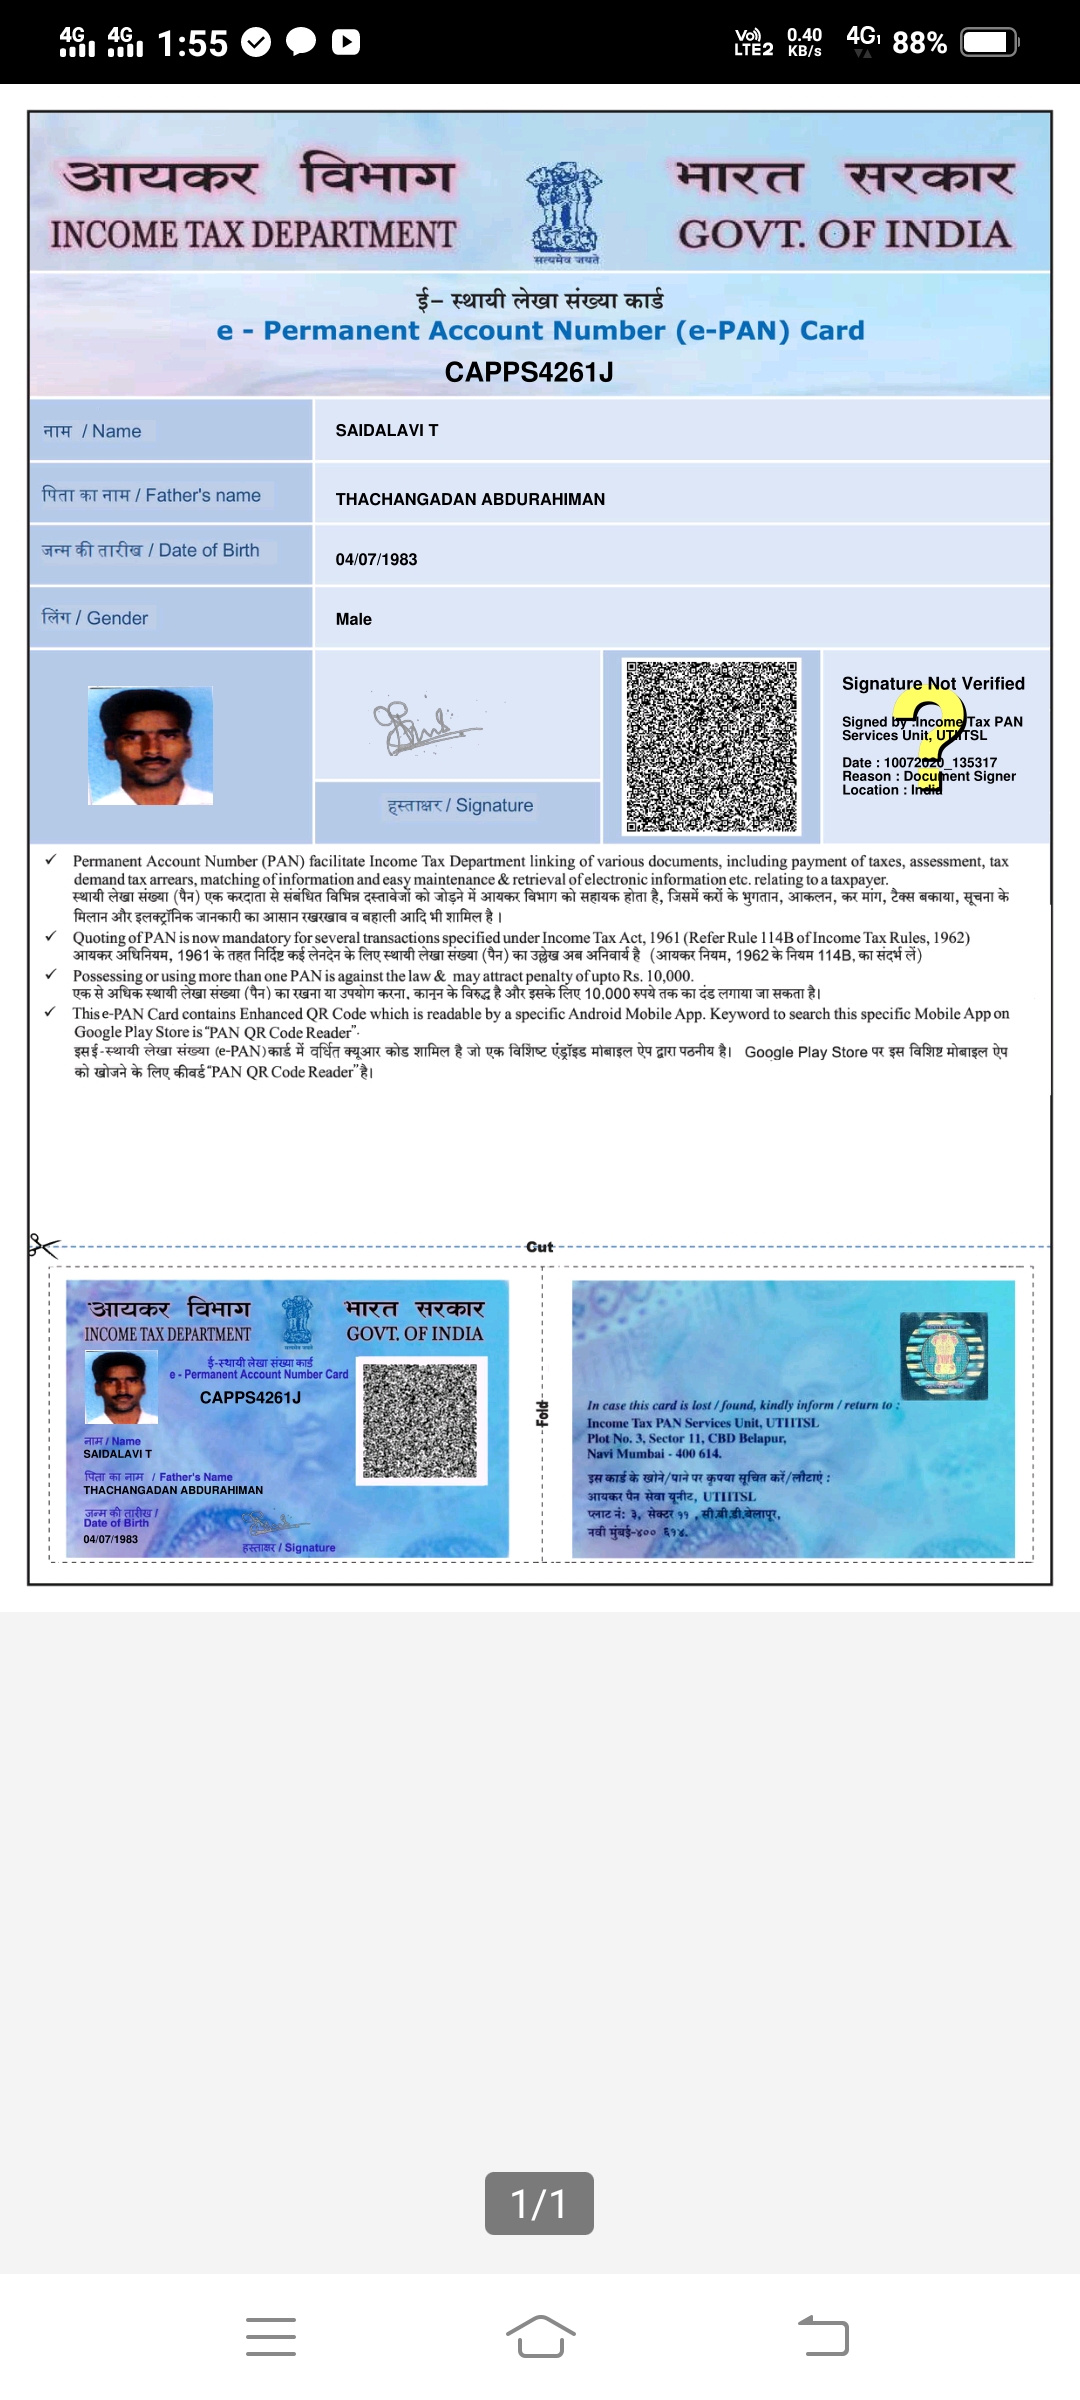 4G 4G 1:55 Vo) LTE2 0.40 KB/s 4G1 88%
आयकर विभाग भारत सरकार
INCOME TAX DEPARTMENT GOVT. OF INDIA
सत्यमेव जयते
ई- स्थायी लेखा संख्या कार्ड
e - Permanent Account Number (e-PAN) Card
CAPPS4261J
नाम / Name SAIDALAVI T
पिता का नाम / Father's name THACHANGADAN ABDURAHIMAN
जन्म की तारीख / Date of Birth 04/07/1983
लिंग / Gender Male
हस्ताक्षर / Signature
Signature Not Verified
Signed by :Income Tax PAN
Services Unit, UTIITSL
Date : 10072020_135317
Reason : Document Signer
Location : India
✓ Permanent Account Number (PAN) facilitate Income Tax Department linking of various documents, including payment of taxes, assessment, tax
demand tax arrears, matching of information and easy maintenance & retrieval of electronic information etc. relating to a taxpayer.
स्थायी लेखा संख्या (पैन) एक करदाता से संबंधित विभिन्न दस्तावेजों को जोड़ने में आयकर विभाग को सहायक होता है, जिसमें करों के भुगतान, आकलन, कर मांग, टैक्स बकाया, सूचना के
मिलान और इलक्ट्रॉनिक जानकारी का आसान रखरखाव व बहाली आदि भी शामिल है ।
✓ Quoting of PAN is now mandatory for several transactions specified under Income Tax Act, 1961 (Refer Rule 114B of Income Tax Rules, 1962)
आयकर अधिनियम, 1961 के तहत निर्दिष्ट कई लेनदेन के लिए स्थायी लेखा संख्या (पैन) का उल्लेख अब अनिवार्य है (आयकर नियम, 1962 के नियम 114B, का संदर्भ लें)
✓ Possessing or using more than one PAN is against the law & may attract penalty of upto Rs. 10,000.
एक से अधिक स्थायी लेखा संख्या (पैन) का रखना या उपयोग करना, कानून के विरुद्ध है और इसके लिए 10,000 रुपये तक का दंड लगाया जा सकता है।
✓ This e-PAN Card contains Enhanced QR Code which is readable by a specific Android Mobile App. Keyword to search this specific Mobile App on
Google Play Store is "PAN QR Code Reader".
इस ई-स्थायी लेखा संख्या (e-PAN) कार्ड में वर्धित क्यूआर कोड शामिल है जो एक विशिष्ट एंड्रॉइड मोबाइल ऐप द्वारा पठनीय है। Google Play Store पर इस विशिष्ट मोबाइल ऐप
को खोजने के लिए कीवर्ड "PAN QR Code Reader" है।
Cut
आयकर विभाग भारत सरकार
INCOME TAX DEPARTMENT GOVT. OF INDIA
ई-स्थायी लेखा संख्या कार्ड
e - Permanent Account Number Card
CAPPS4261J
नाम / Name
SAIDALAVI T
पिता का नाम / Father's Name
THACHANGADAN ABDURAHIMAN
जन्म की तारीख /
Date of Birth
04/07/1983
हस्ताक्षर / Signature
Fold
In case this card is lost / found, kindly inform / return to :
Income Tax PAN Services Unit, UTIITSL
Plot No. 3, Sector 11, CBD Belapur,
Navi Mumbai - 400 614.
इस कार्ड के खोने/पाने पर कृपया सूचित करें/लौटाएं :
आयकर पैन सेवा यूनीट, UTIITSL
प्लाट नं: ३, सेक्टर ११ , सी.बी.डी.बेलापूर,
नवी मुंबई-४०० ६१४.
1/1